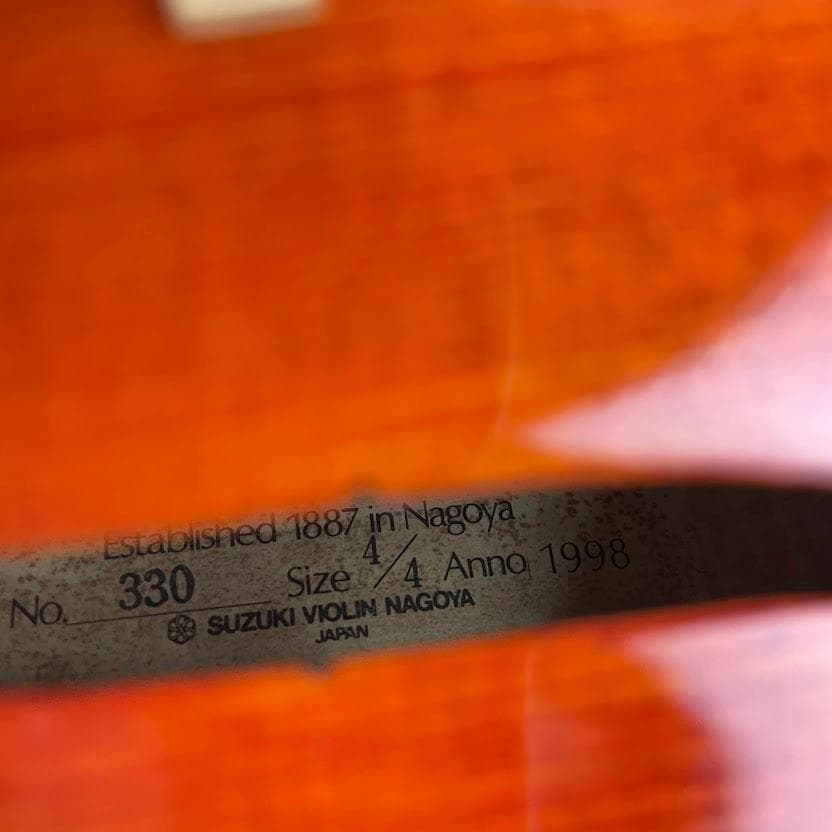 Established 1887 in Nagoya
No. 330 Size 4/4 Anno 1998
SUZUKI VIOLIN NAGOYA
JAPAN